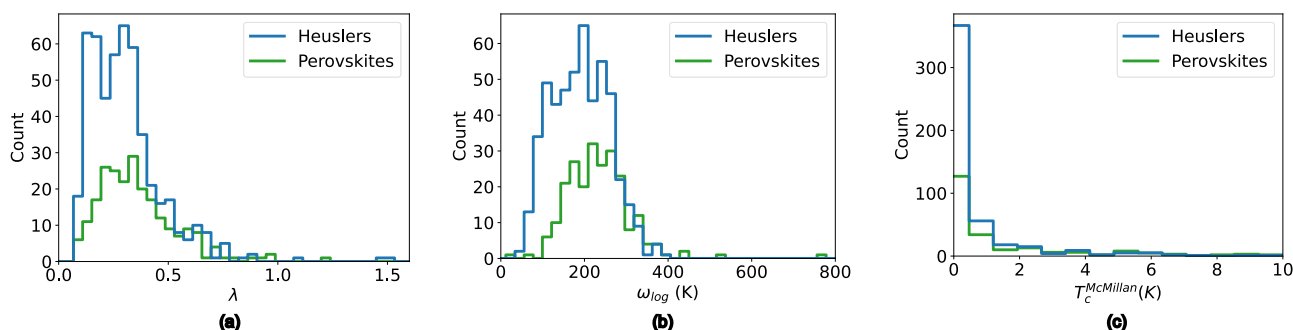 Count
60
50
40
30
20
10
0
0.0
0.5
1.0
1.5
λ
Heuslers
Perovskites
(a)
Count
60
50
40
30
20
10
0
0
200
400
600
800
ω_log (K)
Heuslers
Perovskites
(b)
Count
300
200
100
0
0
2
4
6
8
10
T_c^McMillan(K)
Heuslers
Perovskites
(c)